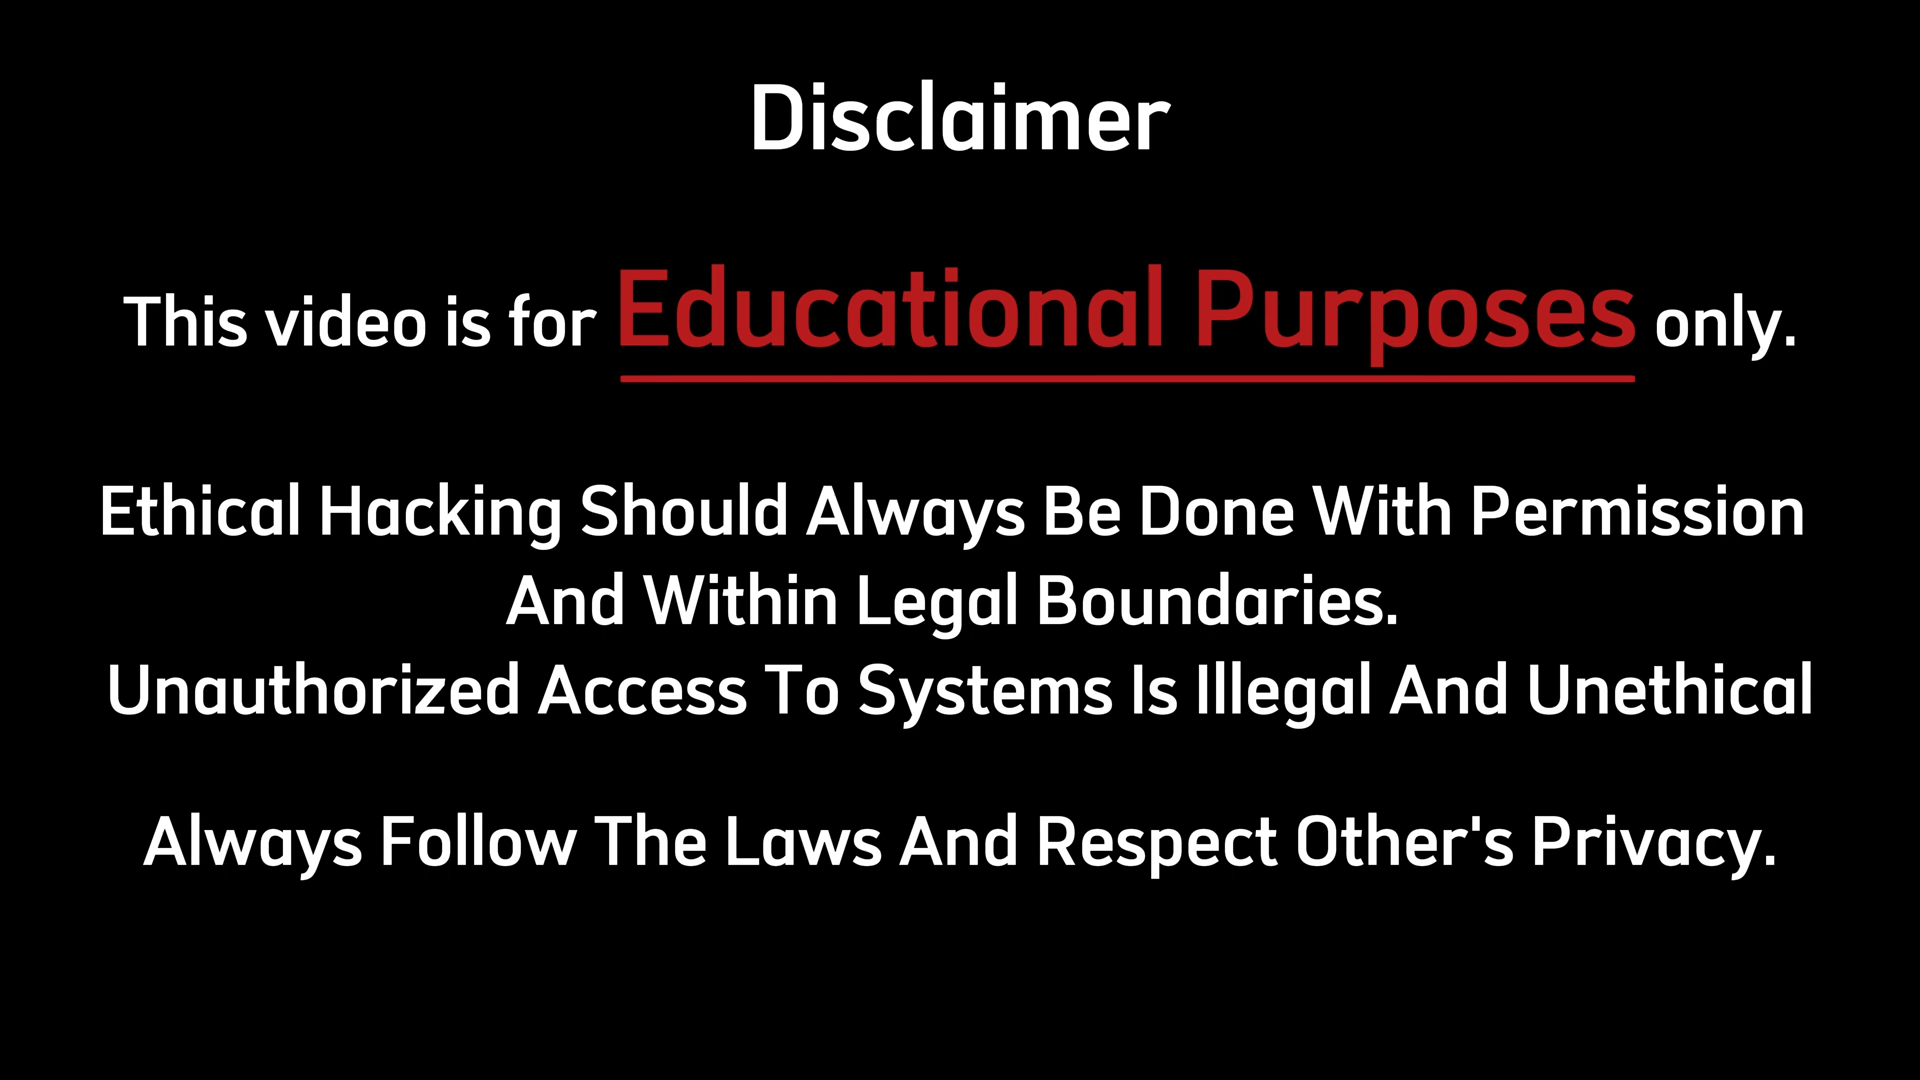 Disclaimer
This video is for Educational Purposes only.
Ethical Hacking Should Always Be Done With Permission
And Within Legal Boundaries.
Unauthorized Access To Systems Is Illegal And Unethical
Always Follow The Laws And Respect Other's Privacy.